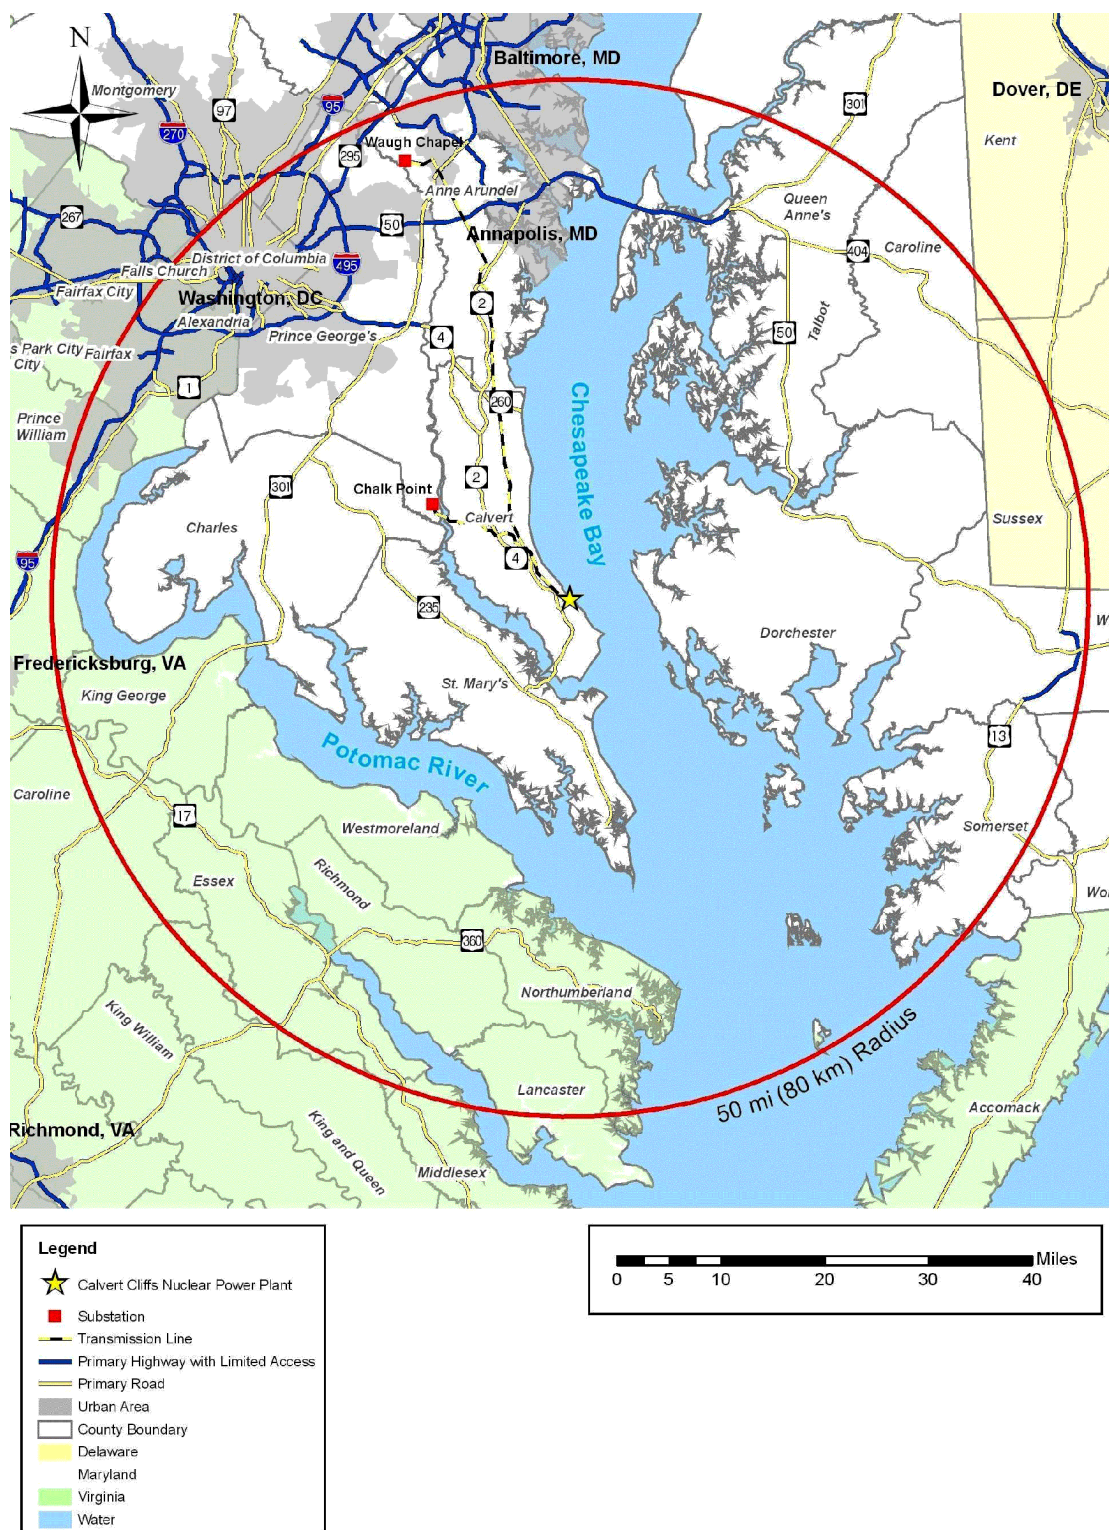 N
Baltimore, MD
Dover, DE
Montgomery
97
95
301
270
Kent
Waugh Chapel
295
Anne Arundel
Queen
Anne's
267
50
Annapolis, MD
404
Caroline
District of Columbia
Falls Church
495
Fairfax City
Washington, DC
2
Alexandria
Prince George's
4
50
Talbot
s Park City
City
Fairfax
1
260
Chesapeake Bay
Prince
William
2
301
Chalk Point
Charles
Calvert
Sussex
4
95
235
W
Dorchester
Fredericksburg, VA
King George
St. Mary's
13
Potomac River
Caroline
17
Westmoreland
Somerset
Essex
Richmond
Wor
360
Northumberland
King William
50 mi (80 km) Radius
Lancaster
Accomack
Richmond, VA
King and Queen
Middlesex
Legend
Calvert Cliffs Nuclear Power Plant
Substation
Transmission Line
Primary Highway with Limited Access
Primary Road
Urban Area
County Boundary
Delaware
Maryland
Virginia
Water
Miles
0 5 10 20 30 40